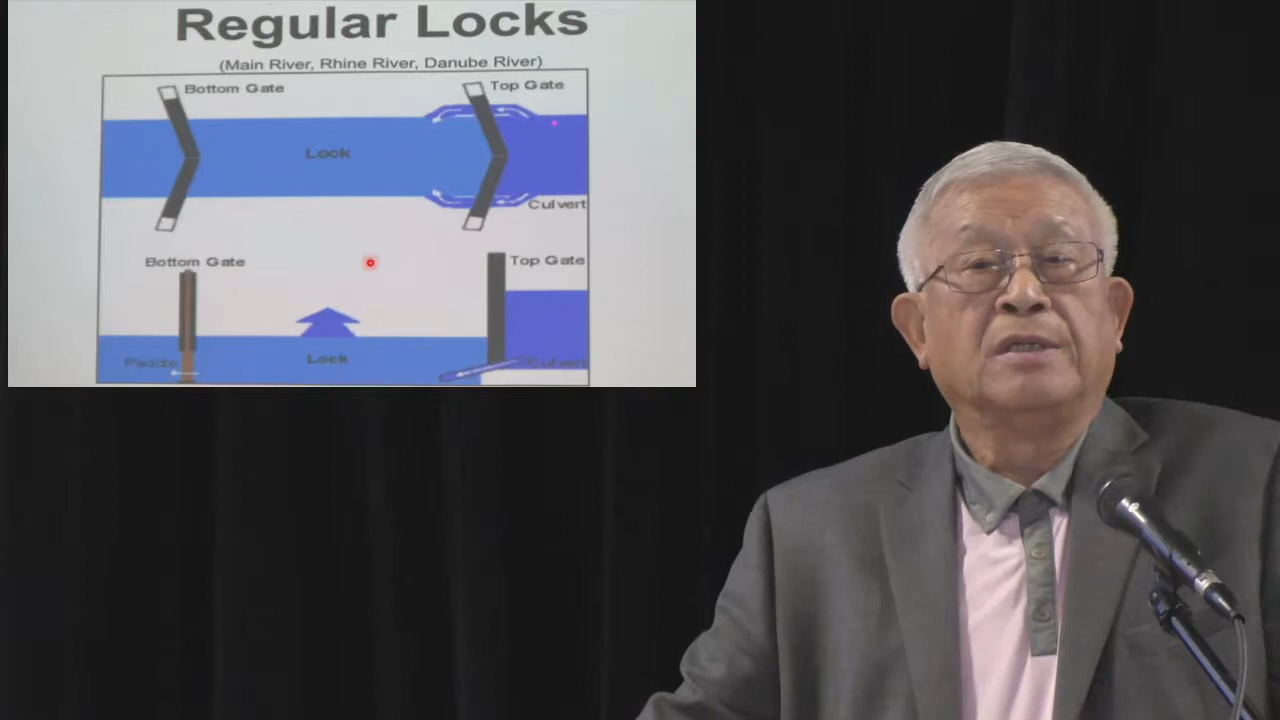 Regular Locks
(Main River, Rhine River, Danube River)
Bottom Gate
Top Gate
Lock
Culvert
Bottom Gate
Top Gate
Paddle
Lock
Culvert